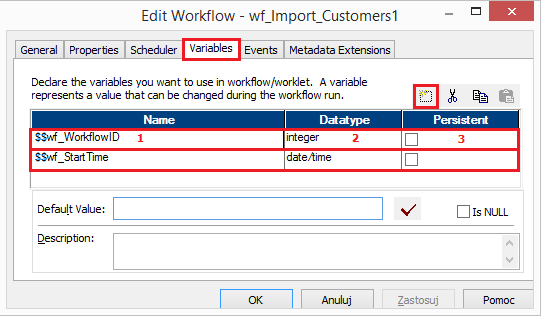 Edit Workflow - wf_Import_Customers1
General Properties Scheduler Variables Events Metadata Extensions
Declare the variables you want to use in workflow/worklet. A variable
represents a value that can be changed during the workflow run.
Name Datatype Persistent
$$wf_WorkflowID 1 integer 2 3
$$wf_StartTime date/time
Default Value: Is NULL
Description:
OK Anuluj Zastosuj Pomoc